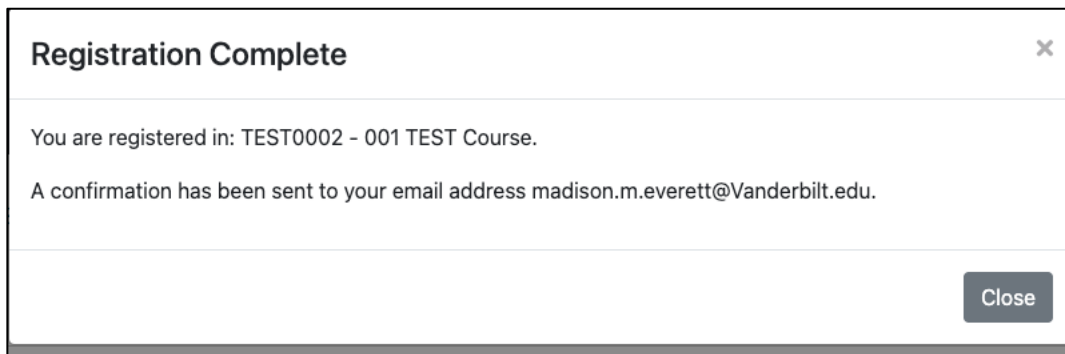 Registration Complete
×
You are registered in: TEST0002 - 001 TEST Course.
A confirmation has been sent to your email address madison.m.everett@Vanderbilt.edu.
Close